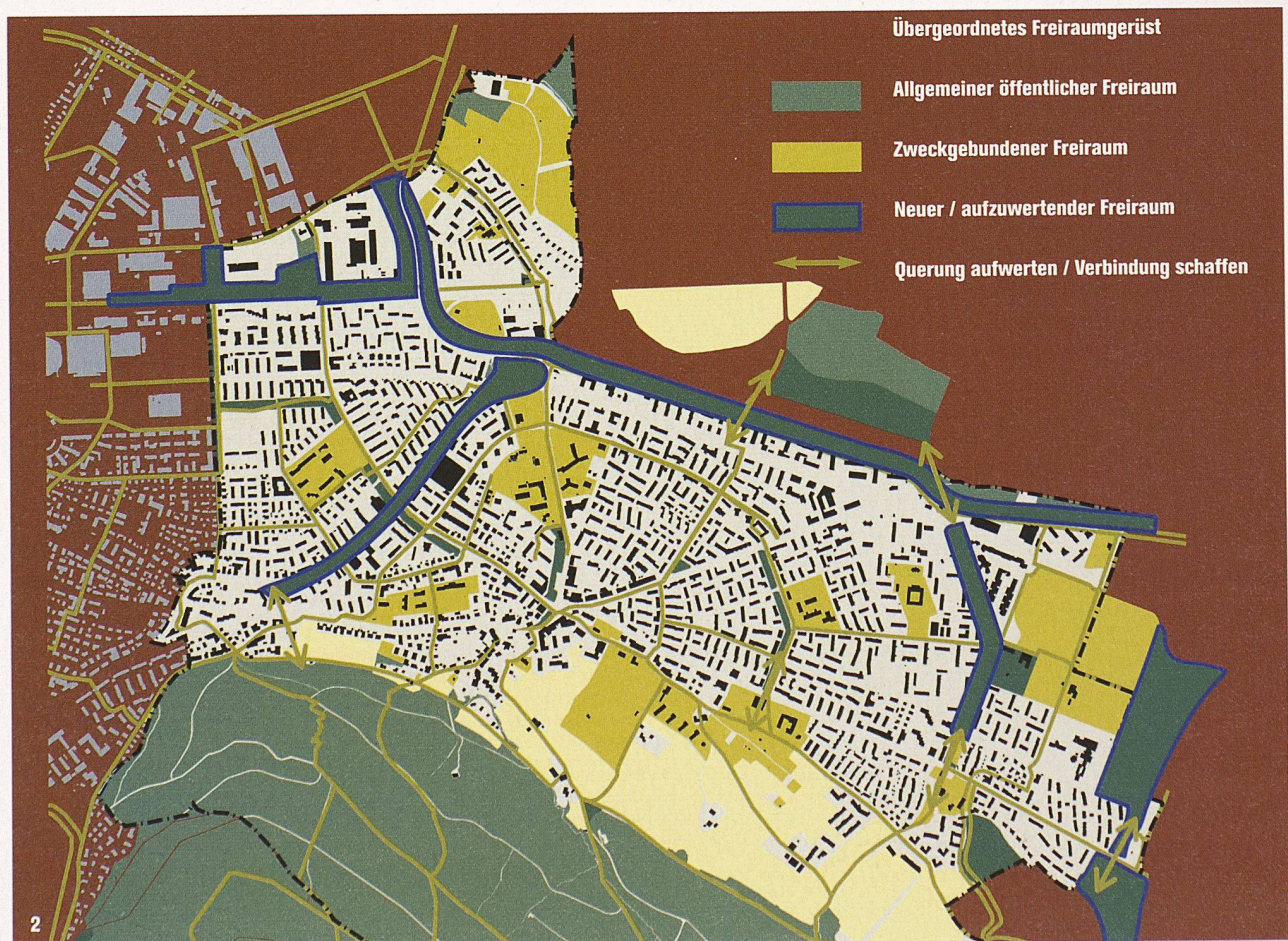 Übergeordnetes Freiraumgerüst
Allgemeiner öffentlicher Freiraum
Zweckgebundener Freiraum
Neuer / aufzuwertender Freiraum
Querung aufwerten / Verbindung schaffen
2